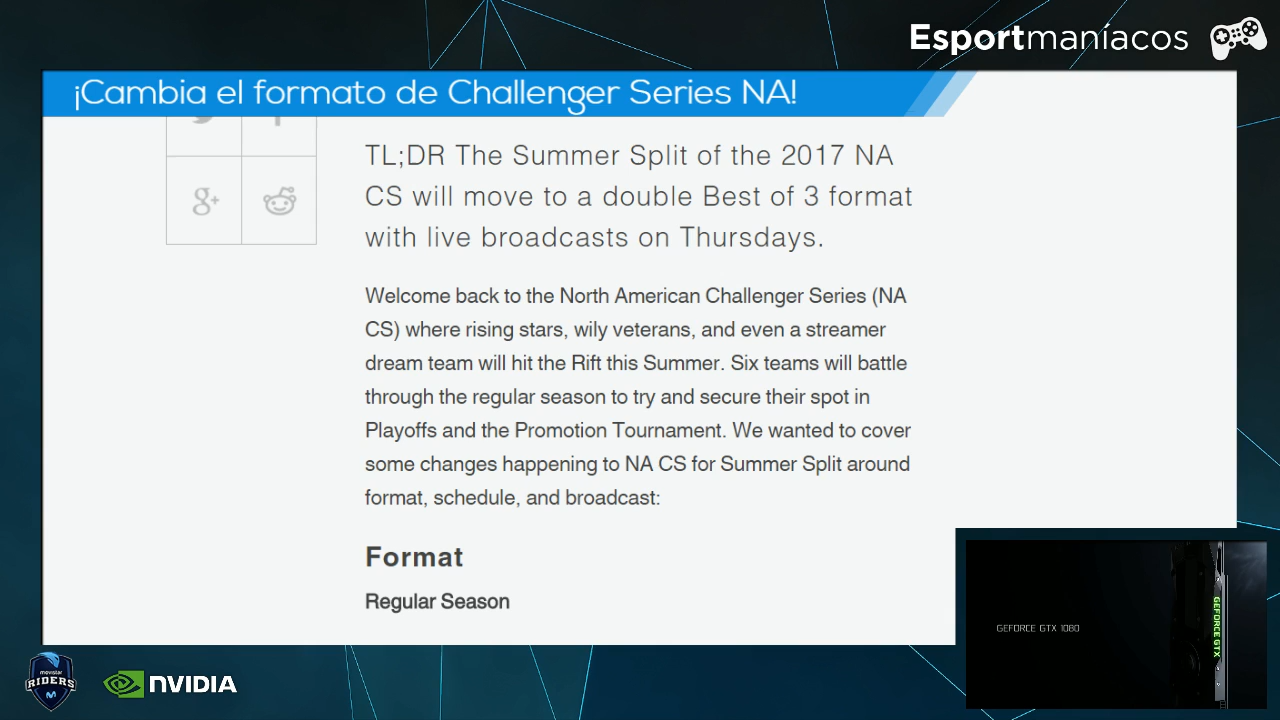 Esportmaníacos
¡Cambia el formato de Challenger Series NA!
g+
TL;DR The Summer Split of the 2017 NA
CS will move to a double Best of 3 format
with live broadcasts on Thursdays.
Welcome back to the North American Challenger Series (NA
CS) where rising stars, wily veterans, and even a streamer
dream team will hit the Rift this Summer. Six teams will battle
through the regular season to try and secure their spot in
Playoffs and the Promotion Tournament. We wanted to cover
some changes happening to NA CS for Summer Split around
format, schedule, and broadcast:
Format
Regular Season
GEFORCE GTX 1080
GEFORCE GTX
movistar
RIDERS
NVIDIA